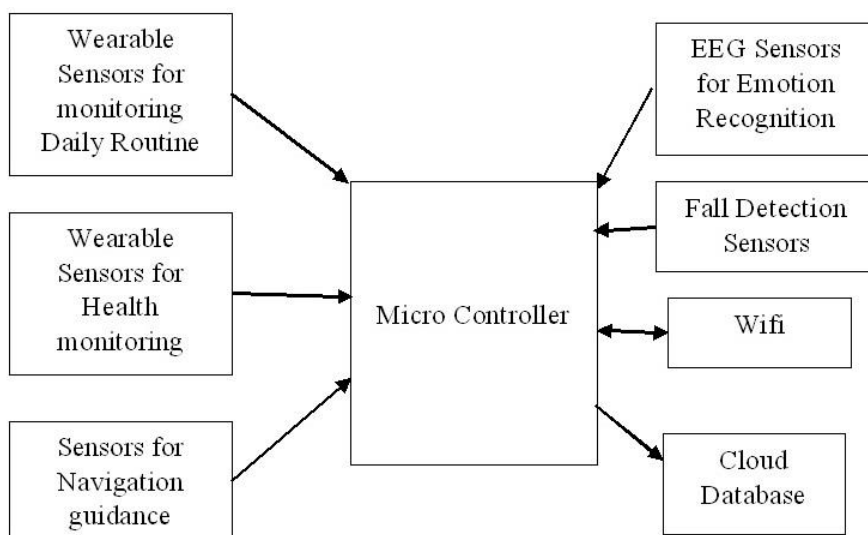 Wearable
Sensors for
monitoring
Daily Routine
Wearable
Sensors for
Health
monitoring
Sensors for
Navigation
guidance
Micro Controller
EEG Sensors
for Emotion
Recognition
Fall Detection
Sensors
Wifi
Cloud
Database